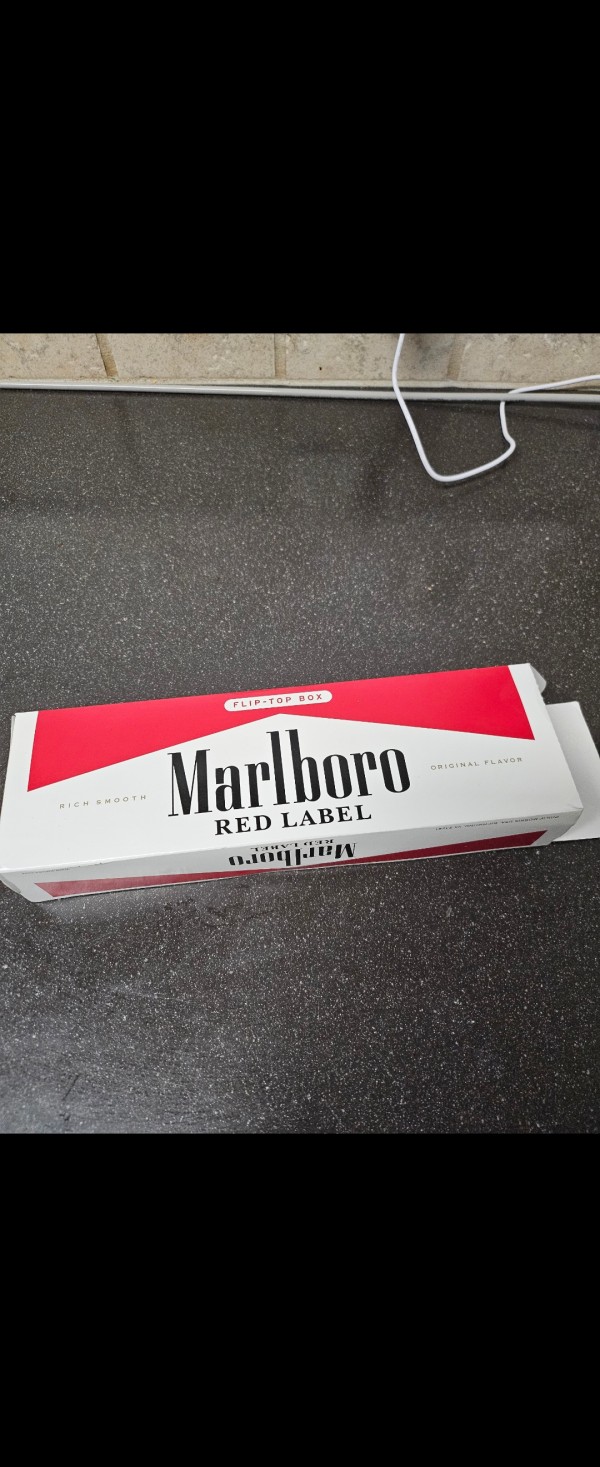 FLIP-TOP BOX
Marlboro
RED LABEL
RICH SMOOTH
ORIGINAL FLAVOR
Marlboro
RED LABEL